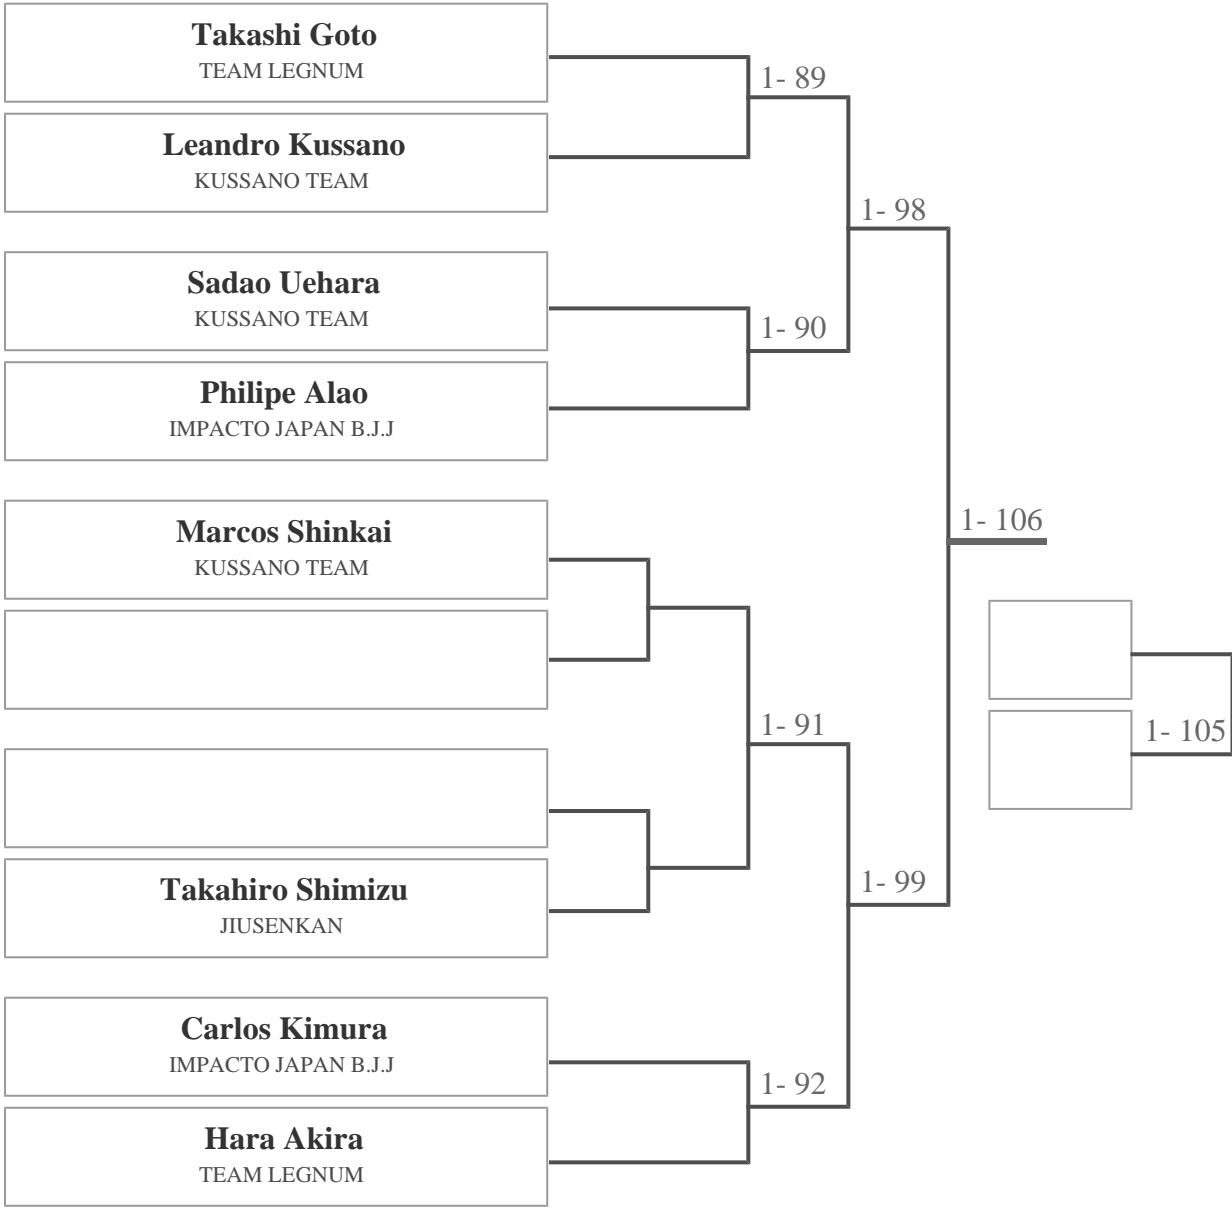 Takashi Goto
TEAM LEGNUM
1- 89
Leandro Kussano
KUSSANO TEAM
1- 98
Sadao Uehara
KUSSANO TEAM
1- 90
Philipe Alao
IMPACTO JAPAN B.J.J
Marcos Shinkai
KUSSANO TEAM
1- 106
1- 91
1- 105
Takahiro Shimizu
JIUSENKAN
1- 99
Carlos Kimura
IMPACTO JAPAN B.J.J
1- 92
Hara Akira
TEAM LEGNUM